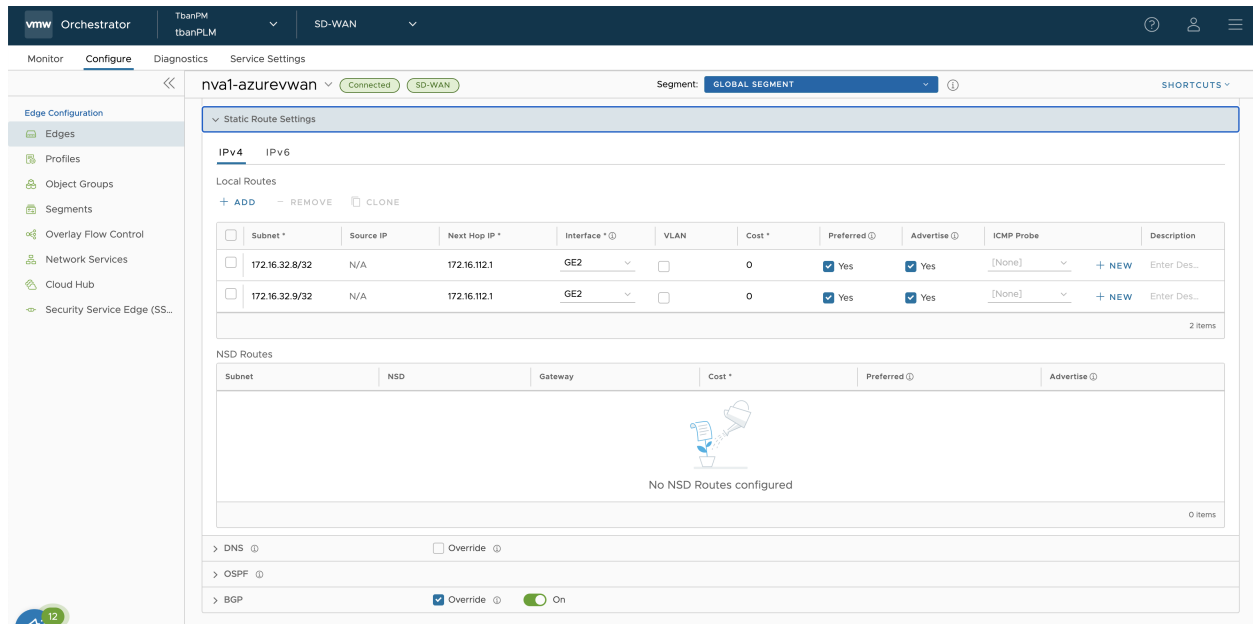 vmw Orchestrator
TbanPM
tbanPLM
SD-WAN
Monitor Configure Diagnostics Service Settings
nva1-azurevwan Connected SD-WAN
Segment: GLOBAL SEGMENT
SHORTCUTS
Edge Configuration
Edges
Profiles
Object Groups
Segments
Overlay Flow Control
Network Services
Cloud Hub
Security Service Edge (SS...
12
Static Route Settings
IPv4 IPv6
Local Routes
+ ADD − REMOVE CLONE
Subnet * Source IP Next Hop IP * Interface * VLAN Cost * Preferred Advertise ICMP Probe Description
172.16.32.8/32 N/A 172.16.112.1 GE2 0 Yes Yes [None] + NEW Enter Des...
172.16.32.9/32 N/A 172.16.112.1 GE2 0 Yes Yes [None] + NEW Enter Des...
2 items
NSD Routes
Subnet NSD Gateway Cost * Preferred Advertise
No NSD Routes configured
0 items
DNS Override
OSPF
BGP Override On